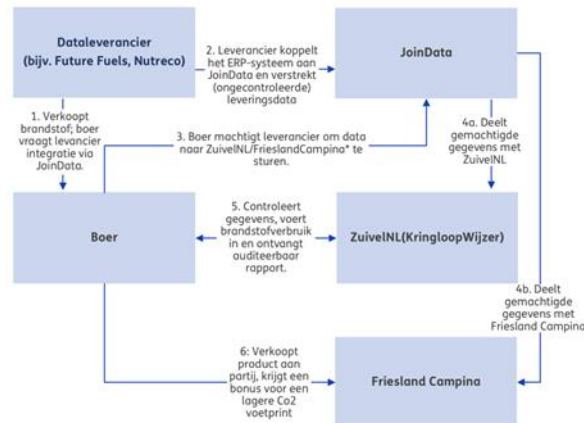 Dataleverancier
(bijv. Future Fuels, Nutreco)
2. Leverancier koppelt
het ERP-systeem aan
JoinData en verstrekt
(ongecontroleerde)
leveringsdata
JoinData
1. Verkoopt
brandstof; boer
vraagt levancier
integratie via
JoinData.
3. Boer machtigt leverancier om data
naar ZuivelNL/FrieslandCampina* te
sturen.
4a. Deelt
gemachtigde
gegevens met
ZuivelNL
Boer
5. Controleert
gegevens, voert
brandstofverbuik
in en ontvangt
auditeerbaar
rapport.
ZuivelNL(KringloopWijzer)
4b. Deelt
gemachtigde
gegevens met
Friesland Campina
6: Verkoopt
product aan
partij, krijgt een
bonus voor een
lagere Co2
voetprint
Friesland Campina